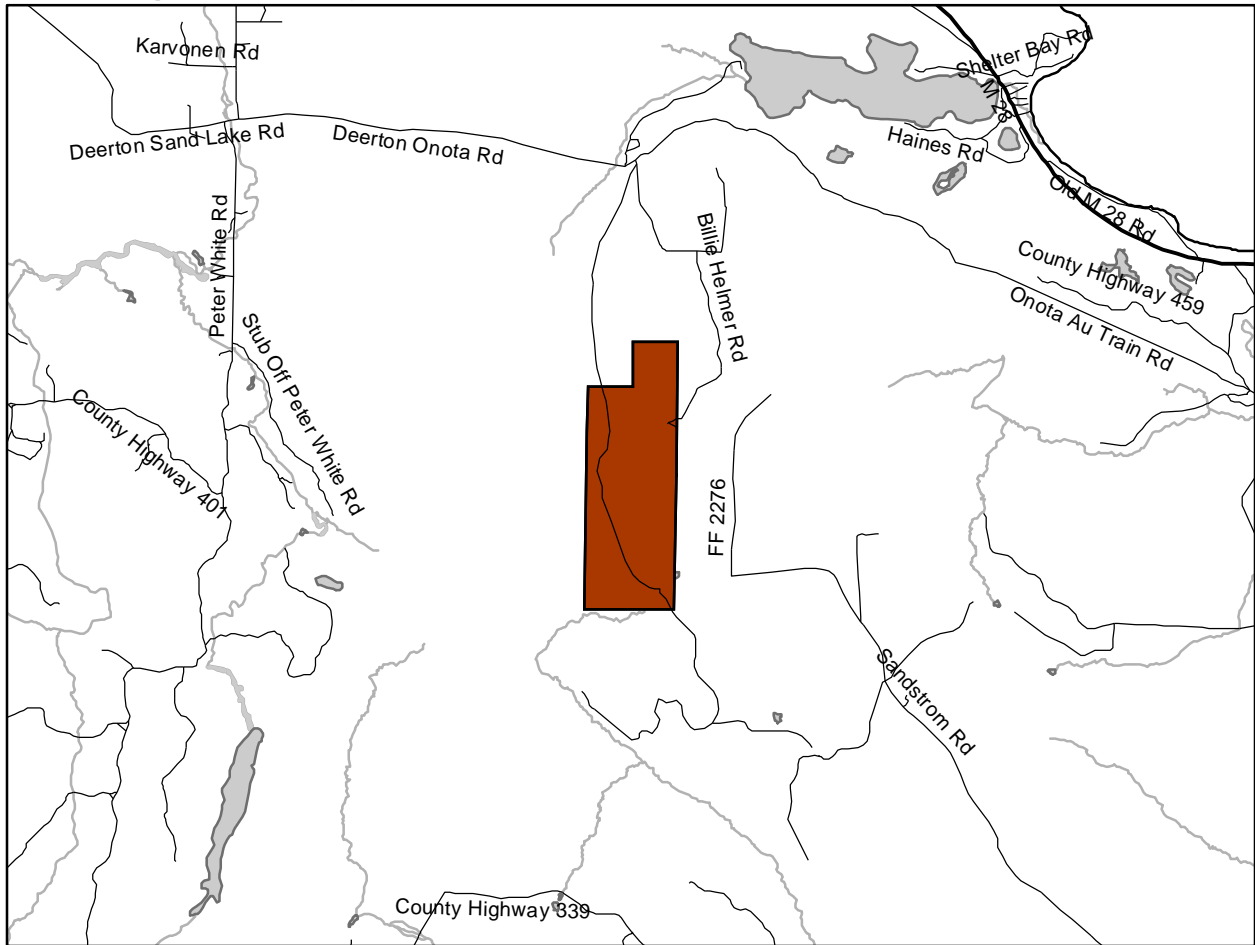 Karvonen Rd
Shelter Bay Rd
M 28
Deerton Sand Lake Rd
Deerton Onota Rd
Haines Rd
Old M 28 Rd
Peter White Rd
Billie Helmer Rd
County Highway 459
Onota Au Train Rd
Stub Off Peter White Rd
County Highway 401
FF 2276
Sandstrom Rd
County Highway 339